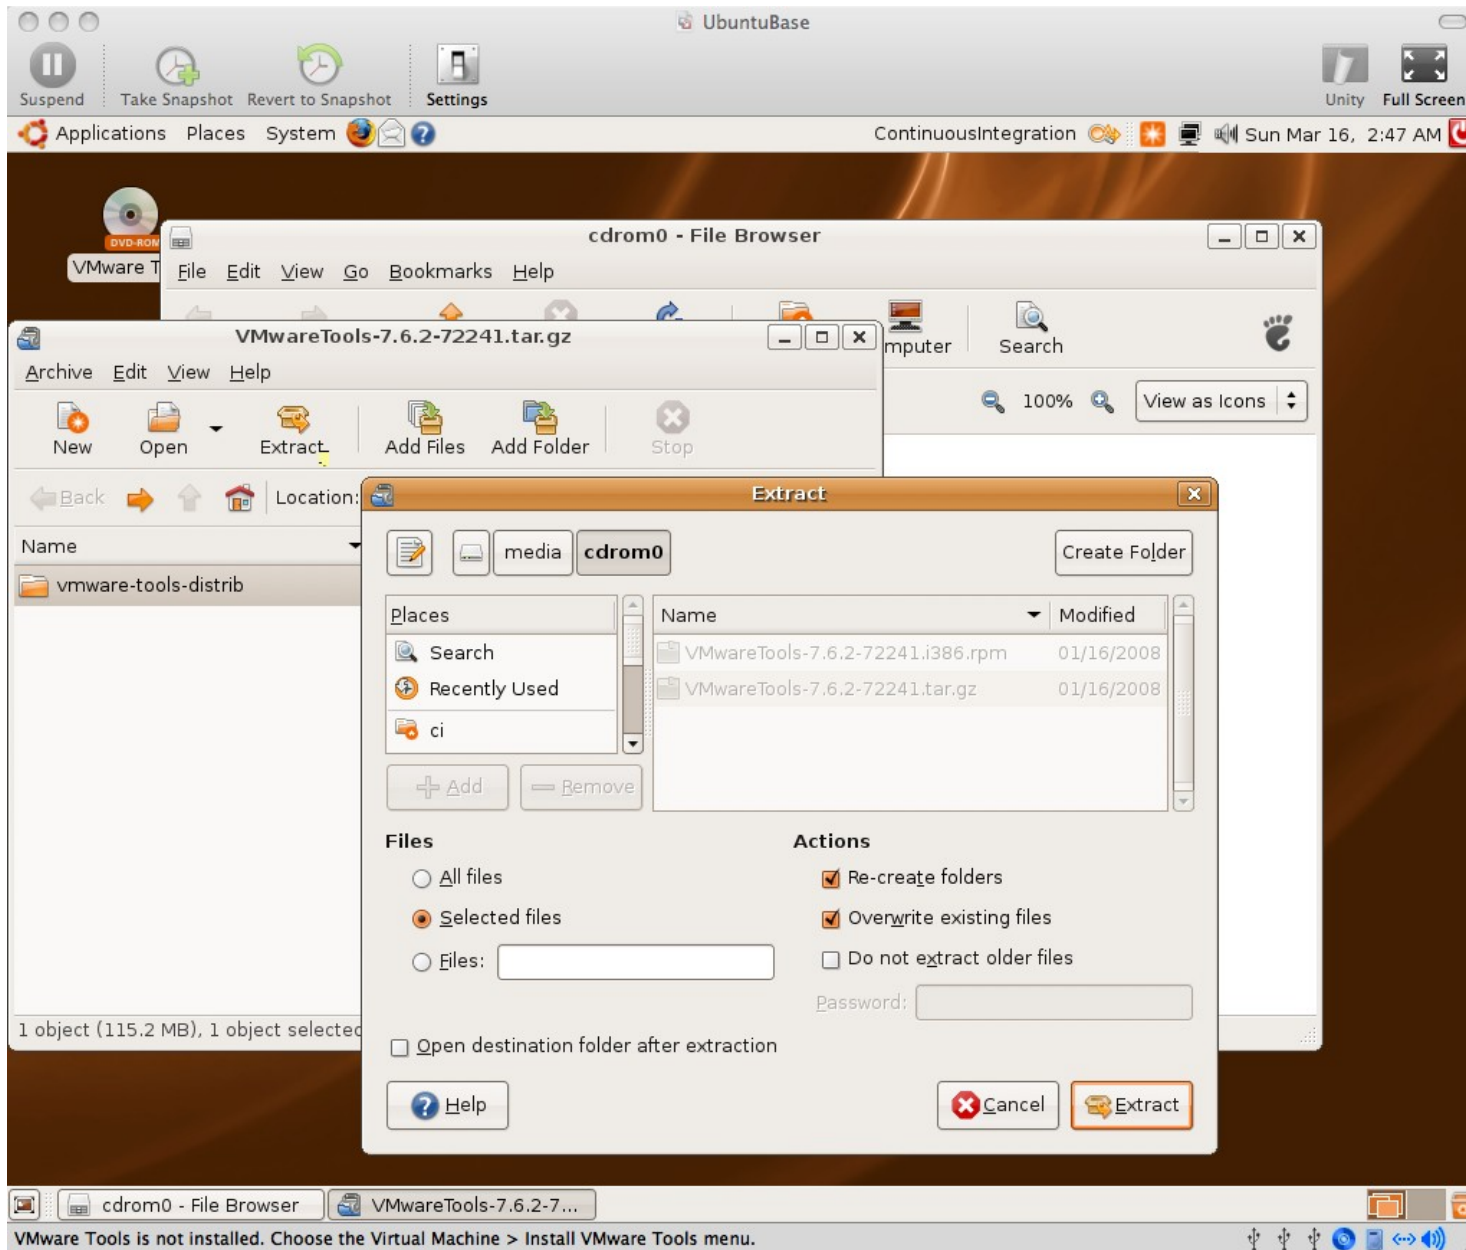 UbuntuBase
Suspend Take Snapshot Revert to Snapshot Settings Unity Full Screen
Applications Places System ContinuousIntegration Sun Mar 16, 2:47 AM
DVD-ROM
VMware T
cdrom0 - File Browser
File Edit View Go Bookmarks Help
mputer Search
100% View as Icons
VMwareTools-7.6.2-72241.tar.gz
Archive Edit View Help
New Open Extract Add Files Add Folder Stop
Back Location:
Name
vmware-tools-distrib
1 object (115.2 MB), 1 object selected
Extract
media cdrom0 Create Folder
Places Name Modified
Search VMwareTools-7.6.2-72241.i386.rpm 01/16/2008
Recently Used VMwareTools-7.6.2-72241.tar.gz 01/16/2008
ci
Add Remove
Files Actions
All files Re-create folders
Selected files Overwrite existing files
Files: Do not extract older files
Password:
Open destination folder after extraction
Help Cancel Extract
cdrom0 - File Browser VMwareTools-7.6.2-7...
VMware Tools is not installed. Choose the Virtual Machine > Install VMware Tools menu.